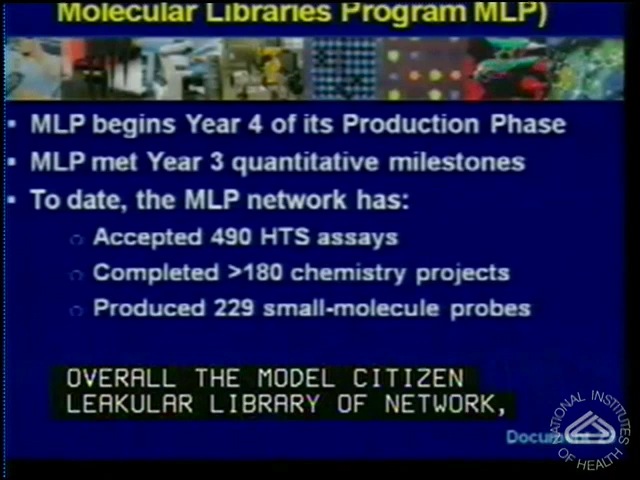 Molecular Libraries Program MLP)
MLP begins Year 4 of its Production Phase
MLP met Year 3 quantitative milestones
To date, the MLP network has:
Accepted 490 HTS assays
Completed >180 chemistry projects
Produced 229 small-molecule probes
OVERALL THE MODEL CITIZEN
LEAKULAR LIBRARY OF NETWORK,
Document
NATIONAL INSTITUTES
OF HEALTH